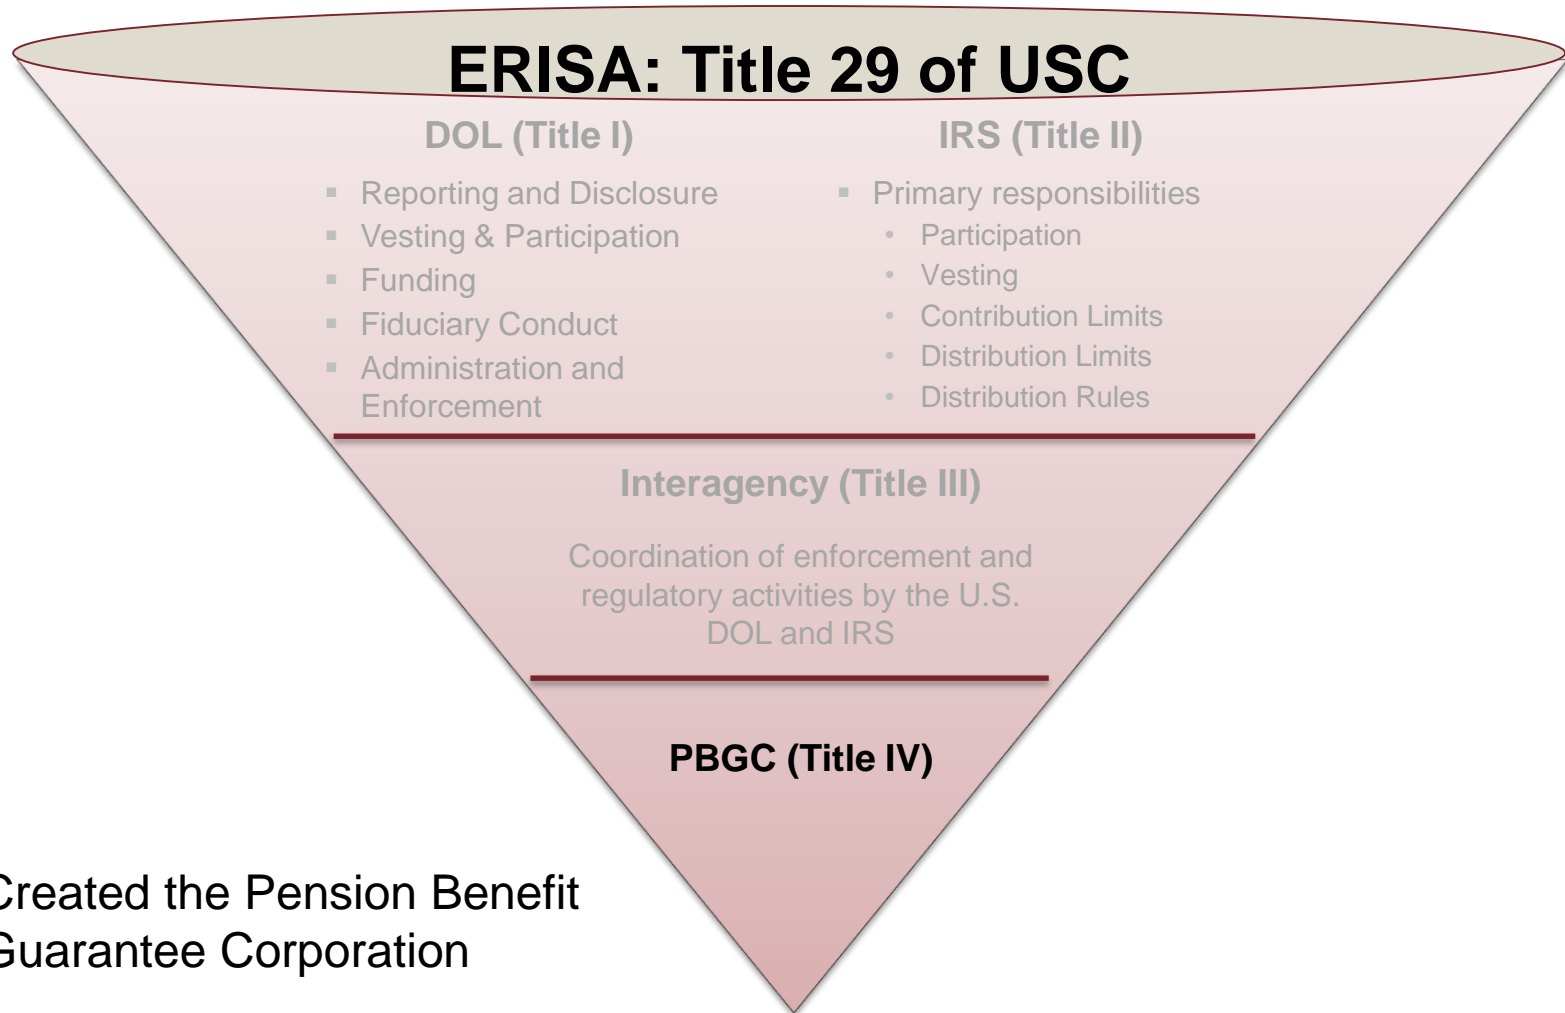 ERISA: Title 29 of USC
DOL (Title I)
▪ Reporting and Disclosure
▪ Vesting & Participation
▪ Funding
▪ Fiduciary Conduct
▪ Administration and
Enforcement
IRS (Title II)
▪ Primary responsibilities
• Participation
• Vesting
• Contribution Limits
• Distribution Limits
• Distribution Rules
Interagency (Title III)
Coordination of enforcement and
regulatory activities by the U.S.
DOL and IRS
PBGC (Title IV)
Created the Pension Benefit
Guarantee Corporation